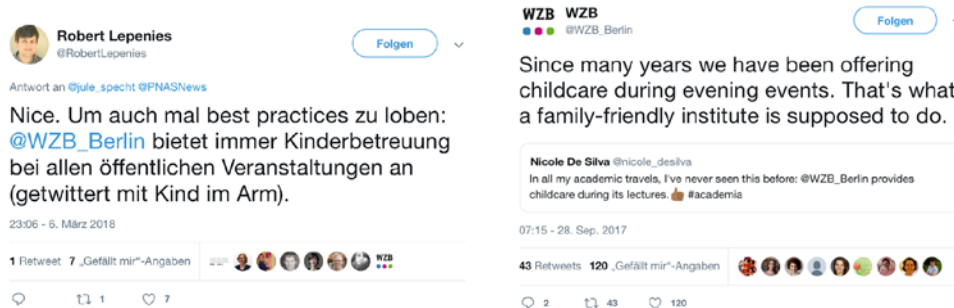 Robert Lepenies
@RobertLepenies
Folgen
Antwort an @jule_specht @PNASNews
Nice. Um auch mal best practices zu loben:
@WZB_Berlin bietet immer Kinderbetreuung
bei allen öffentlichen Veranstaltungen an
(getwittert mit Kind im Arm).
23:06 - 6. März 2018
1 Retweet 7 „Gefällt mir“-Angaben
WZB
1 7
WZB WZB
@WZB_Berlin
Folgen
Since many years we have been offering
childcare during evening events. That's what
a family-friendly institute is supposed to do.
Nicole De Silva @nicole_desilva
In all my academic travels, I've never seen this before: @WZB_Berlin provides
childcare during its lectures. 👍🏾 #academia
07:15 - 28. Sep. 2017
43 Retweets 120 „Gefällt mir“-Angaben
2 43 120